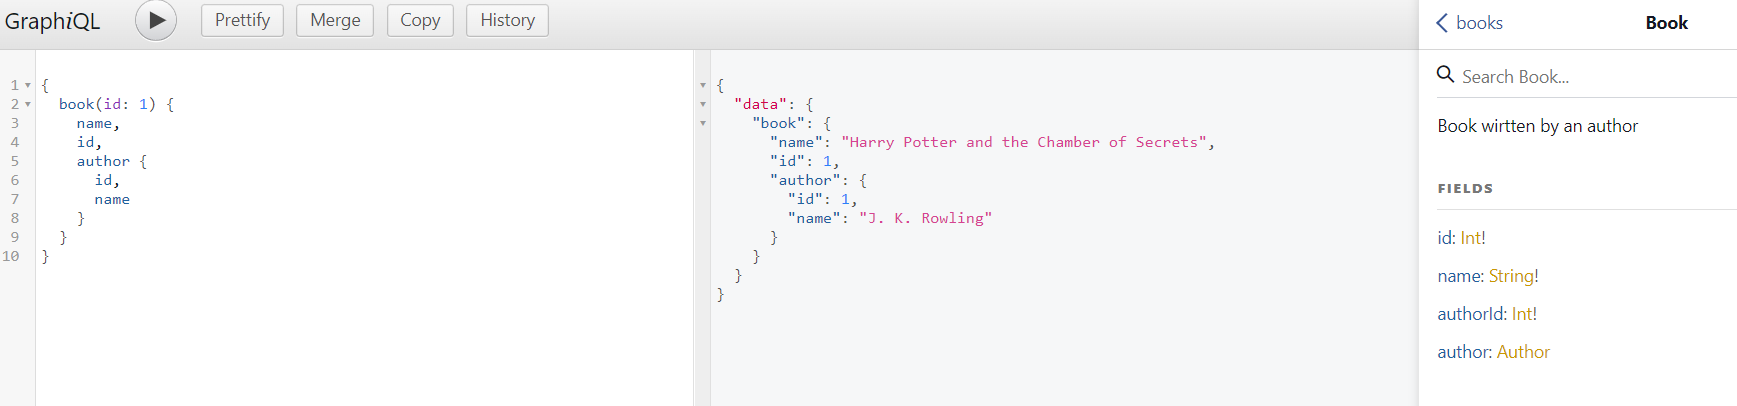 GraphiQL Prettify Merge Copy History
1 {
2 book(id: 1) {
3 name,
4 id,
5 author {
6 id,
7 name
8 }
9 }
10 }
{
"data": {
"book": {
"name": "Harry Potter and the Chamber of Secrets",
"id": 1,
"author": {
"id": 1,
"name": "J. K. Rowling"
}
}
}
}
books Book
Search Book...
Book wirtten by an author
FIELDS
id: Int!
name: String!
authorId: Int!
author: Author